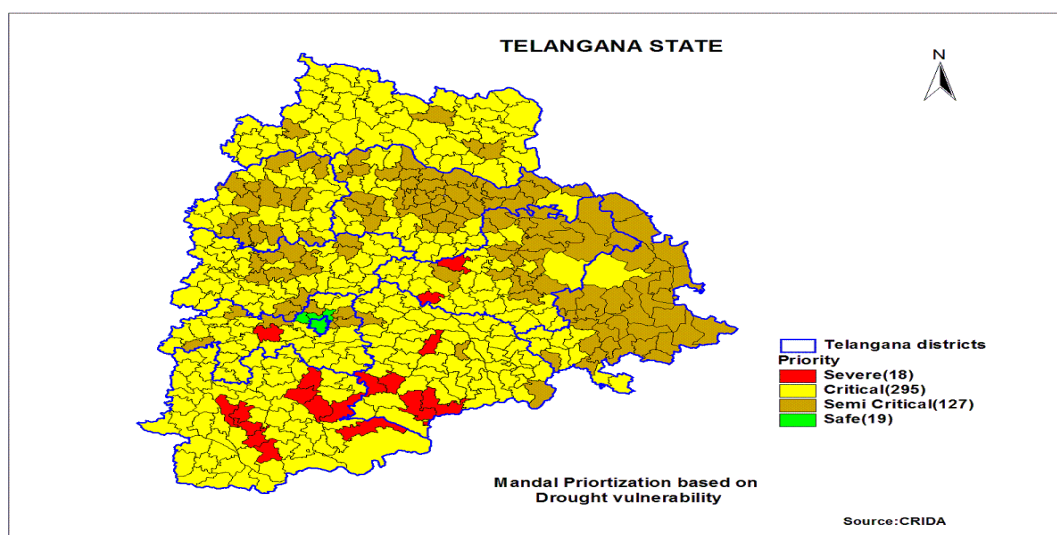 TELANGANA STATE
N
Telangana districts
Priority
Severe(18)
Critical(295)
Semi Critical(127)
Safe(19)
Mandal Priortization based on
Drought vulnerability
Source:CRIDA